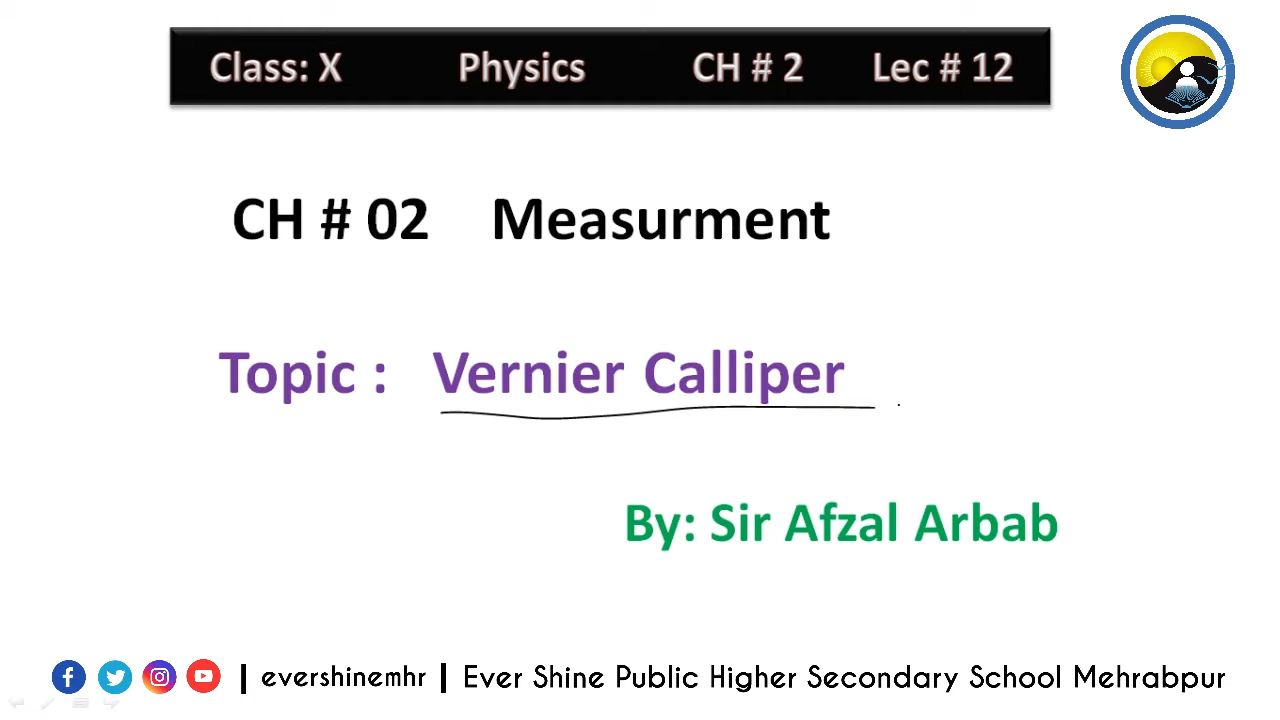 Class: X Physics CH # 2 Lec # 12
CH # 02 Measurment
Topic : Vernier Calliper
By: Sir Afzal Arbab
| evershinemhr | Ever Shine Public Higher Secondary School Mehrabpur